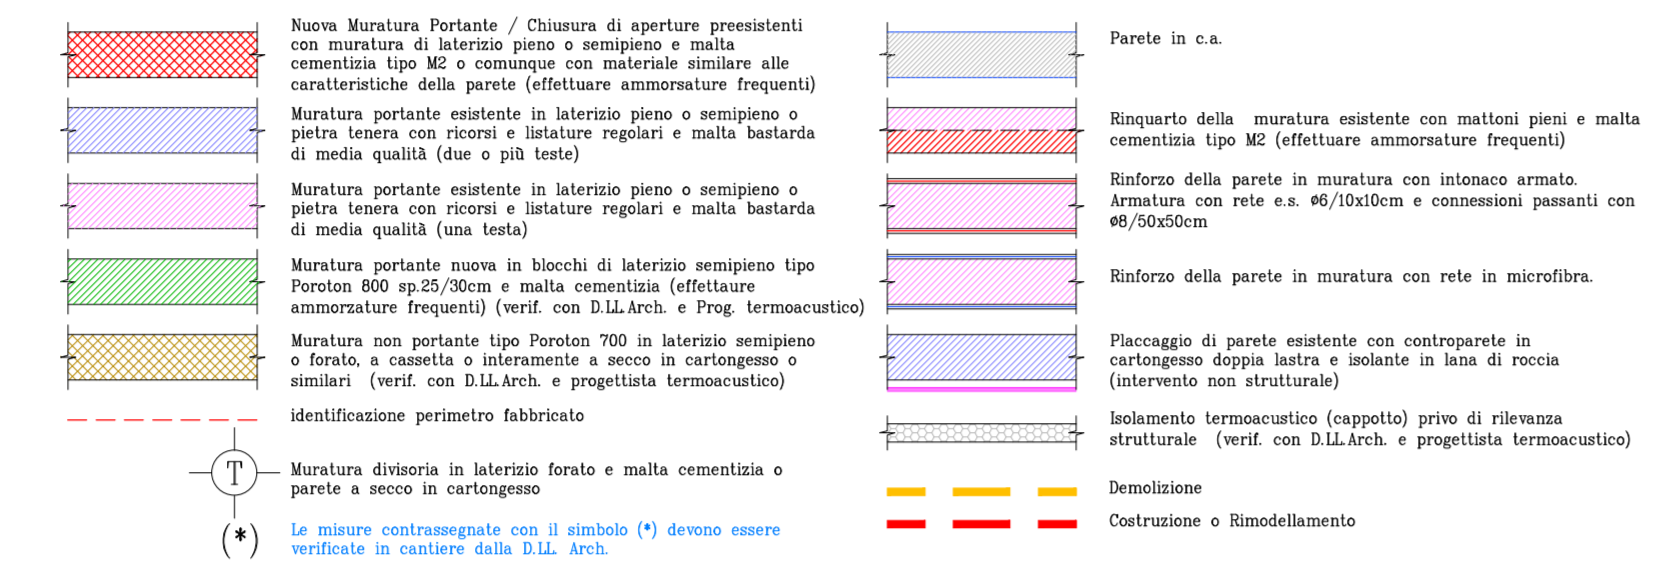 Nuova Muratura Portante / Chiusura di aperture preesistenti
con muratura di laterizio pieno o semipieno e malta
cementizia tipo M2 o comunque con materiale similare alle
caratteristiche della parete (effettuare ammorsature frequenti)
Muratura portante esistente in laterizio pieno o semipieno o
pietra tenera con ricorsi e listature regolari e malta bastarda
di media qualità (due o più teste)
Muratura portante esistente in laterizio pieno o semipieno o
pietra tenera con ricorsi e listature regolari e malta bastarda
di media qualità (una testa)
Muratura portante nuova in blocchi di laterizio semipieno tipo
Poroton 800 sp.25/30cm e malta cementizia (effettaure
ammorzature frequenti) (verif. con D.LL.Arch. e Prog. termoacustico)
Muratura non portante tipo Poroton 700 in laterizio semipieno
o forato, a cassetta o interamente a secco in cartongesso o
similari (verif. con D.LL.Arch. e progettista termoacustico)
identificazione perimetro fabbricato
T
Muratura divisoria in laterizio forato e malta cementizia o
parete a secco in cartongesso
(*)
Le misure contrassegnate con il simbolo (*) devono essere
verificate in cantiere dalla D.LL. Arch.
Parete in c.a.
Rinquarto della muratura esistente con mattoni pieni e malta
cementizia tipo M2 (effettuare ammorsature frequenti)
Rinforzo della parete in muratura con intonaco armato.
Armatura con rete e.s. ø6/10x10cm e connessioni passanti con
ø8/50x50cm
Rinforzo della parete in muratura con rete in microfibra.
Placcaggio di parete esistente con controparete in
cartongesso doppia lastra e isolante in lana di roccia
(intervento non strutturale)
Isolamento termoacustico (cappotto) privo di rilevanza
strutturale (verif. con D.LL.Arch. e progettista termoacustico)
Demolizione
Costruzione o Rimodellamento